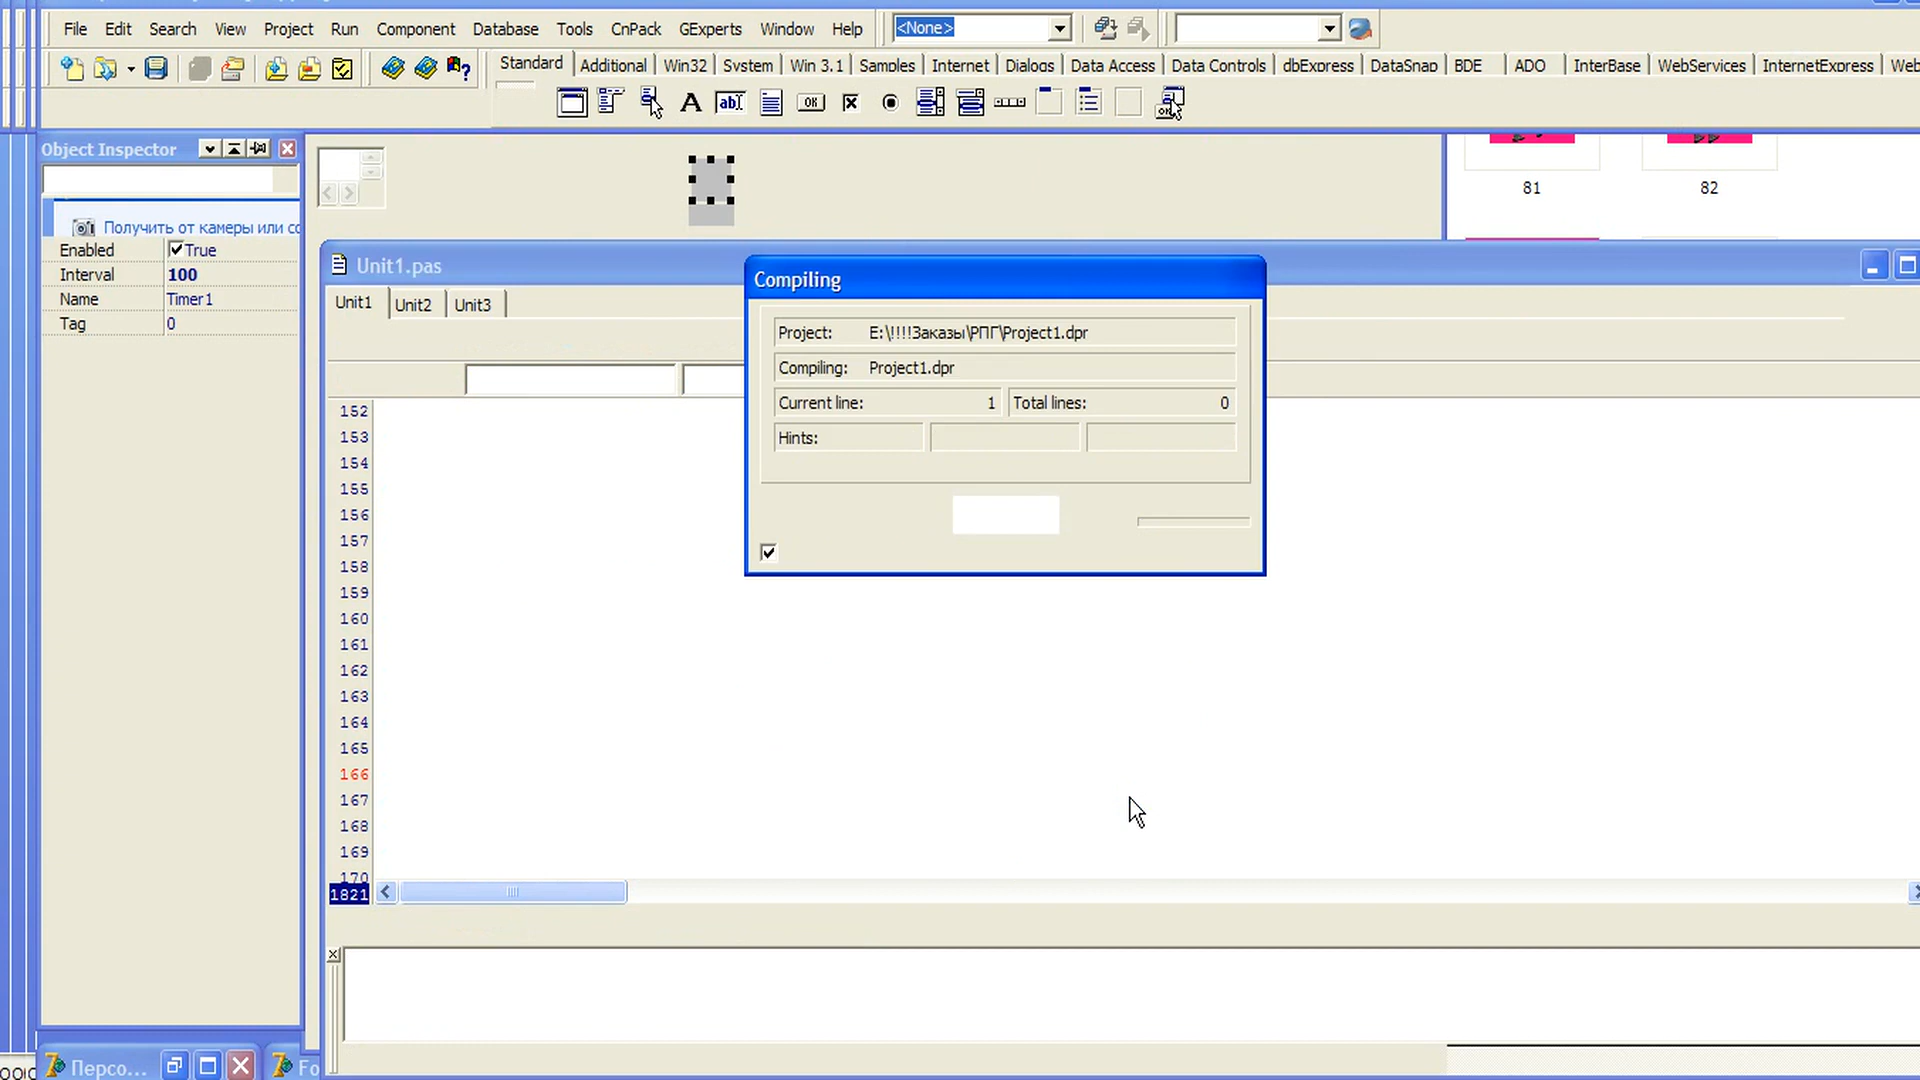 File Edit Search View Project Run Component Database Tools CnPack GExperts Window Help <None>
Standard Additional Win32 System Win 3.1 Samples Internet Dialogs Data Access Data Controls dbExpress DataSnap BDE ADO InterBase WebServices InternetExpress Web
Object Inspector
81 82
Получить от камеры или
Enabled True
Interval 100
Name Timer1
Tag 0
Unit1.pas
Unit1 Unit2 Unit3
Compiling
Project: E:\!!!!Заказы\РПГ\Project1.dpr
Compiling: Project1.dpr
Current line: 1 Total lines: 0
Hints:
152
153
154
155
156
157
158
159
160
161
162
163
164
165
166
167
168
169
170
1821
Персо... Fo